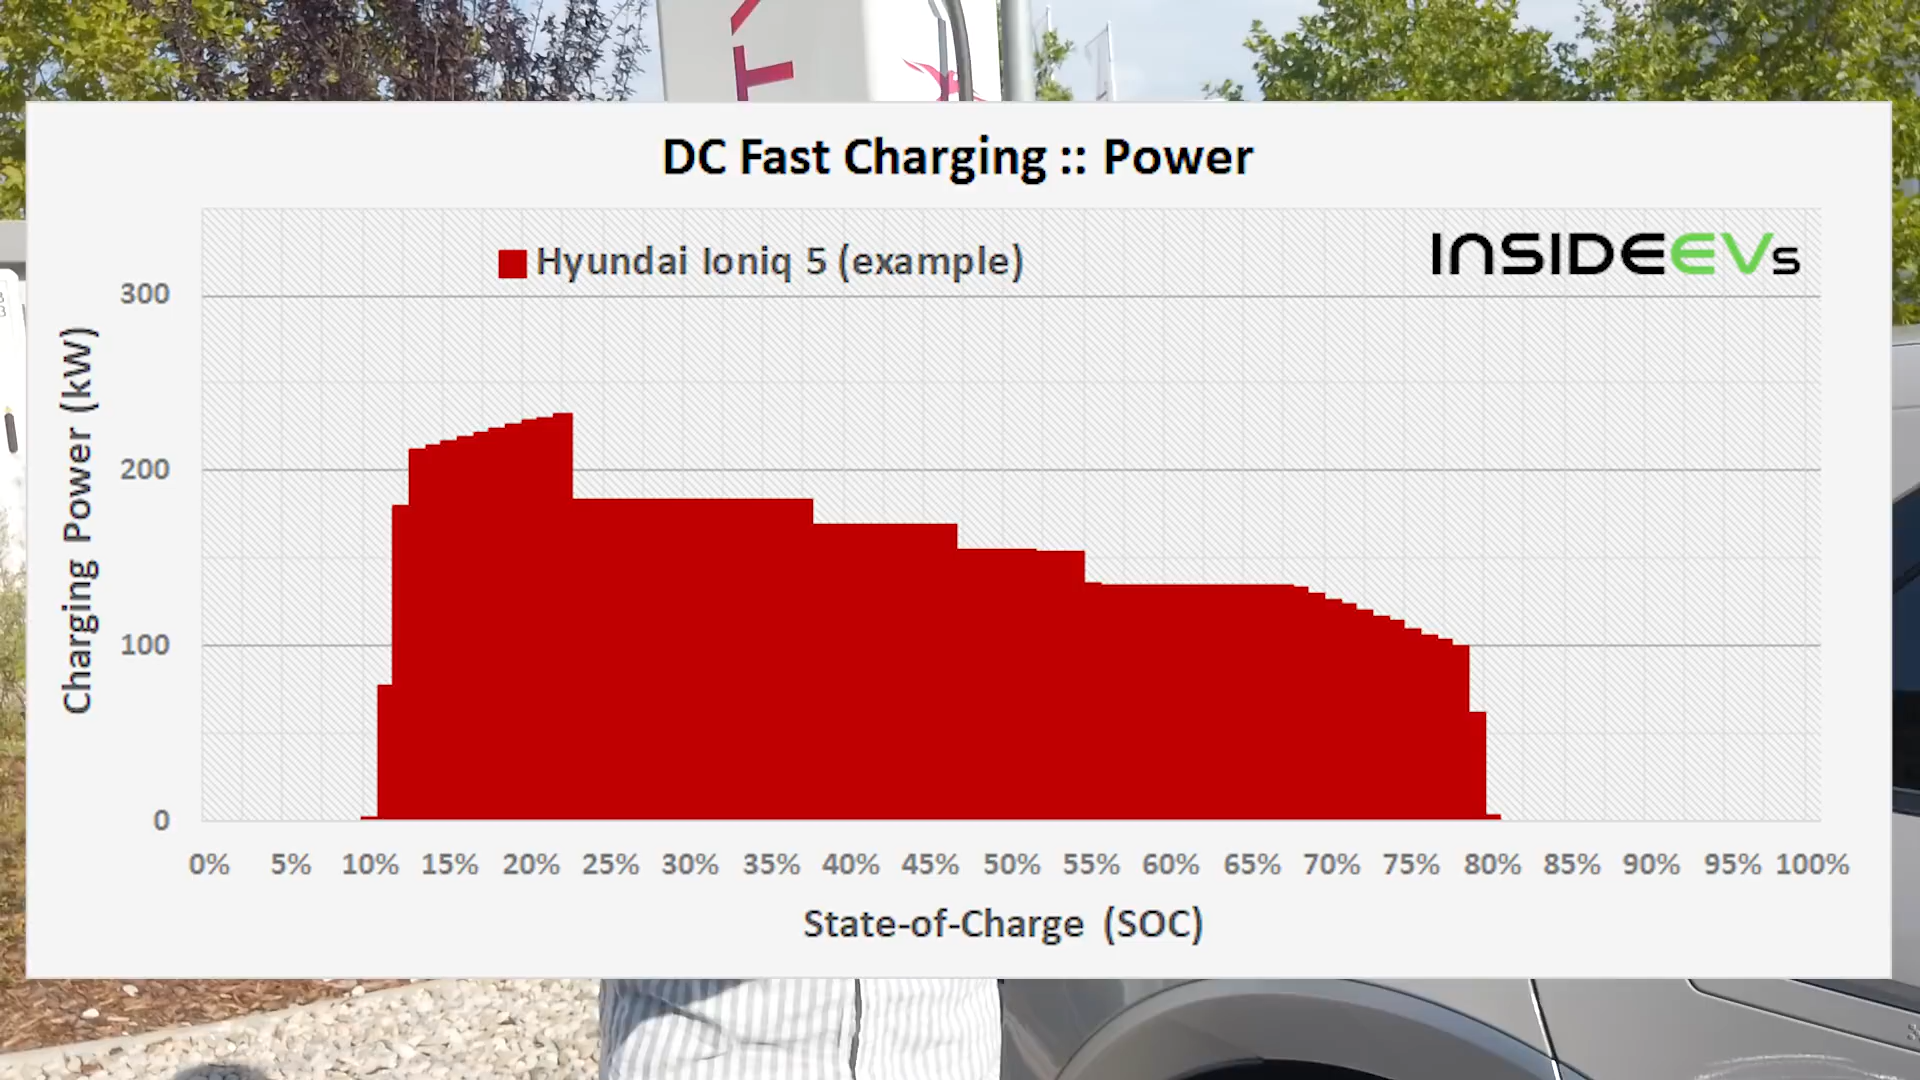 DC Fast Charging :: Power
Hyundai Ioniq 5 (example)
INSIDEEVs
Charging Power (kW)
300
200
100
0
0% 5% 10% 15% 20% 25% 30% 35% 40% 45% 50% 55% 60% 65% 70% 75% 80% 85% 90% 95% 100%
State-of-Charge (SOC)